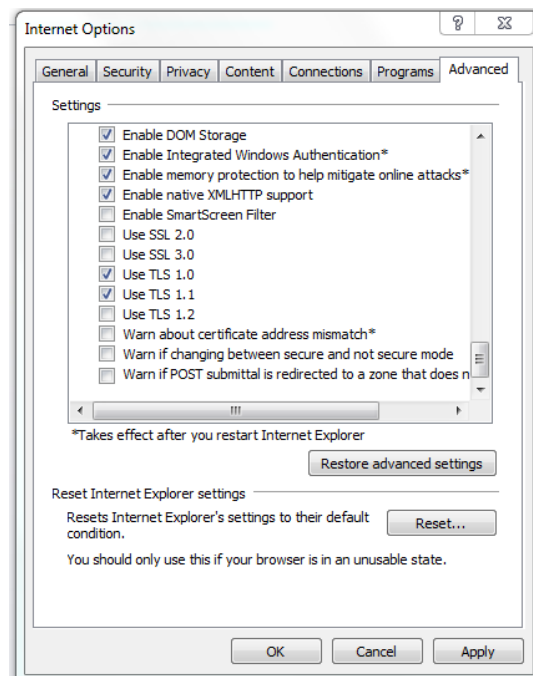 Internet Options
General Security Privacy Content Connections Programs Advanced
Settings
Enable DOM Storage
Enable Integrated Windows Authentication*
Enable memory protection to help mitigate online attacks*
Enable native XMLHTTP support
Enable SmartScreen Filter
Use SSL 2.0
Use SSL 3.0
Use TLS 1.0
Use TLS 1.1
Use TLS 1.2
Warn about certificate address mismatch*
Warn if changing between secure and not secure mode
Warn if POST submittal is redirected to a zone that does n
*Takes effect after you restart Internet Explorer
Restore advanced settings
Reset Internet Explorer settings
Resets Internet Explorer's settings to their default
condition.
Reset...
You should only use this if your browser is in an unusable state.
OK Cancel Apply